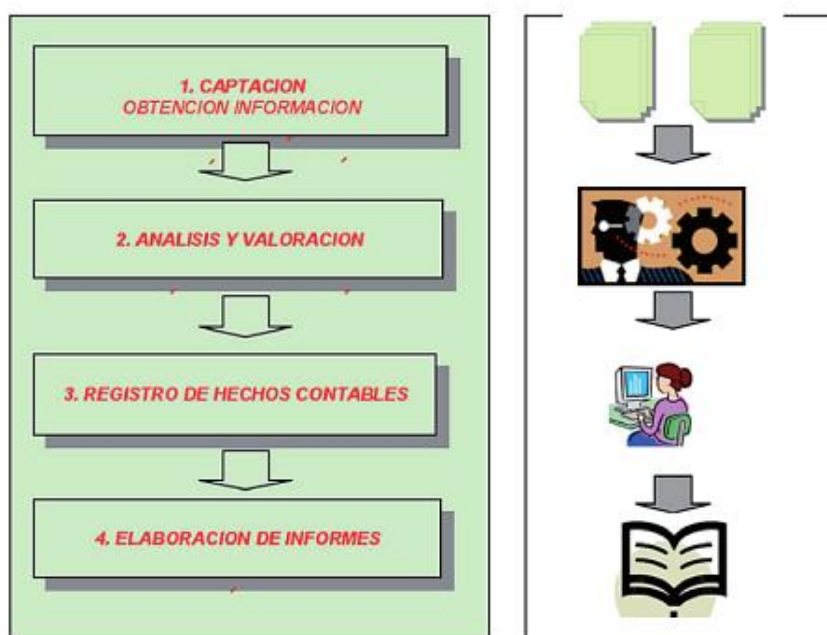 1. CAPTACION
OBTENCION INFORMACION
2. ANALISIS Y VALORACION
3. REGISTRO DE HECHOS CONTABLES
4. ELABORACION DE INFORMES